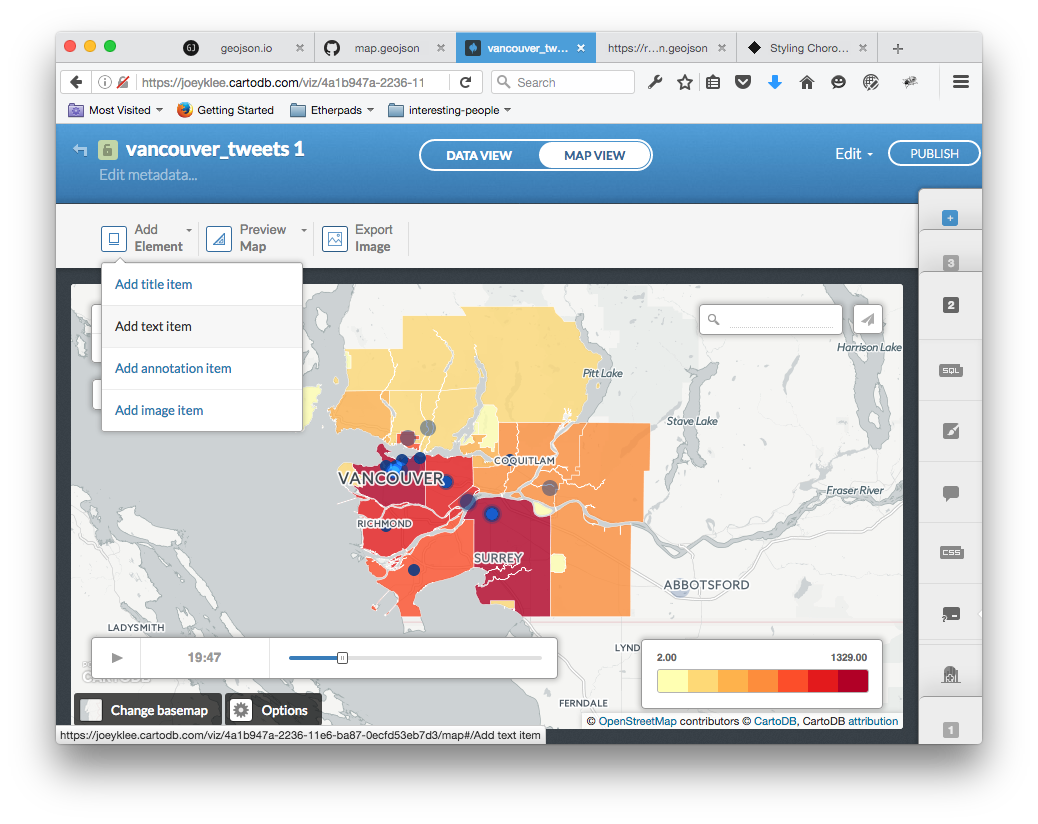 GJ geojson.io ×
map.geojson ×
vancouver_tw... ×
https://r...n.geojson ×
Styling Choro... ×
https://joeyklee.cartodb.com/viz/4a1b947a-2236-11
Search
Most Visited
Getting Started
Etherpads
interesting-people
vancouver_tweets 1
Edit metadata...
DATA VIEW
MAP VIEW
Edit
PUBLISH
Add
Element
Preview
Map
Export
Image
Add title item
Add text item
Add annotation item
Add image item
+
3
2
SQL
CSS
1
Harrison Lake
Pitt Lake
Stave Lake
COQUITLAM
VANCOUVER
Fraser River
RICHMOND
SURREY
ABBOTSFORD
LADYSMITH
LYND
FERNDALE
19:47
2.00
1329.00
CARTODB
Change basemap
Options
© OpenStreetMap contributors © CartoDB, CartoDB attribution
https://joeyklee.cartodb.com/viz/4a1b947a-2236-11e6-ba87-0ecfd53eb7d3/map#/Add text item